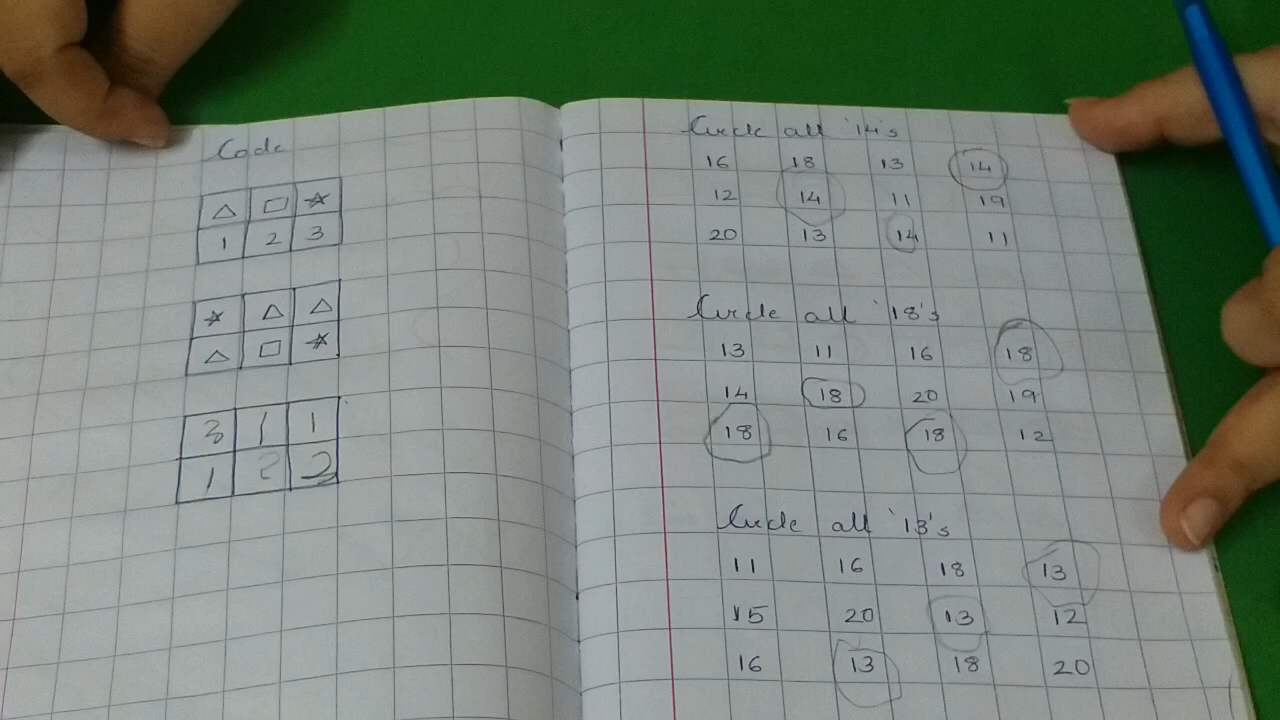 Code
△ □ ☆
1 2 3
☆ △ △
△ □ ☆
3 1 1
1 2
Circle all '14's
16 18 13 14
12 14 11 19
20 13 14 11
Circle all '18's
13 11 16 18
14 18 20 19
18 16 18 12
Circle all '13's
11 16 18 13
15 20 13 12
16 13 18 20